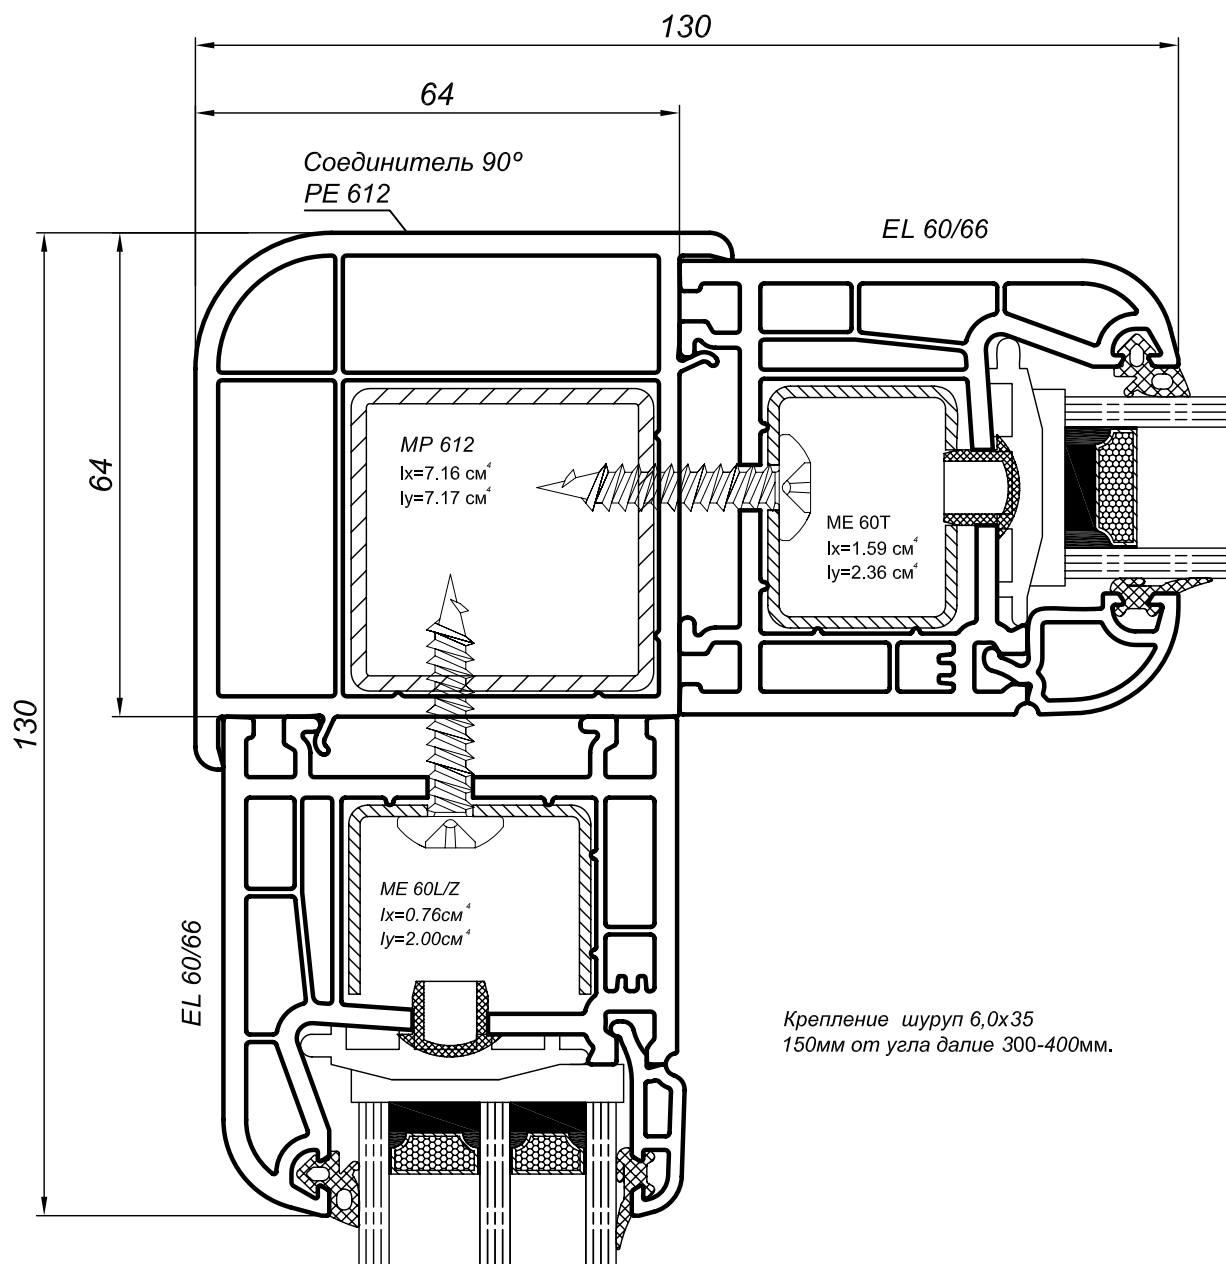 130
64
Соединитель 90º
PE 612
EL 60/66
64
130
MP 612
Ix=7.16 см⁴
Iy=7.17 см⁴
ME 60T
Ix=1.59 см⁴
Iy=2.36 см⁴
ME 60L/Z
Ix=0.76см⁴
Iy=2.00см⁴
EL 60/66
Крепление шуруп 6,0х35
150мм от угла далие 300-400мм.